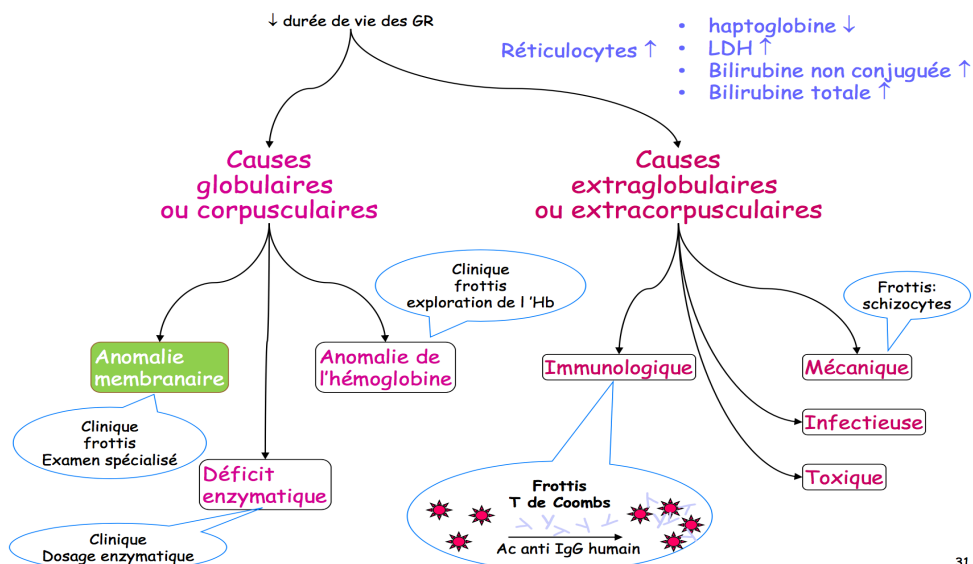 ↓ durée de vie des GR
Réticulocytes ↑
• haptoglobine ↓
• LDH ↑
• Bilirubine non conjuguée ↑
• Bilirubine totale ↑
Causes
globulaires
ou corpusculaires
Causes
extraglobulaires
ou extracorpusculaires
Clinique
frottis
exploration de l 'Hb
Frottis:
schizocytes
Anomalie
membranaire
Anomalie de
l'hémoglobine
Immunologique
Mécanique
Clinique
frottis
Examen spécialisé
Infectieuse
Déficit
enzymatique
Toxique
Frottis
T de Coombs
Ac anti IgG humain
Clinique
Dosage enzymatique
31